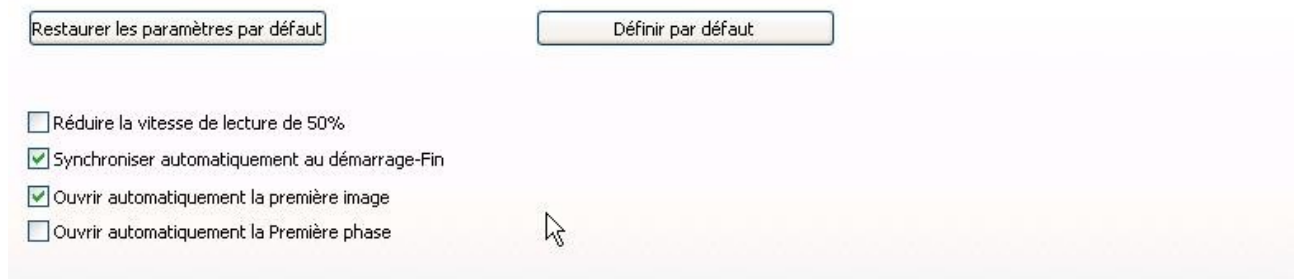 Restaurer les paramètres par défaut Définir par défaut
Réduire la vitesse de lecture de 50%
Synchroniser automatiquement au démarrage-Fin
Ouvrir automatiquement la première image
Ouvrir automatiquement la Première phase